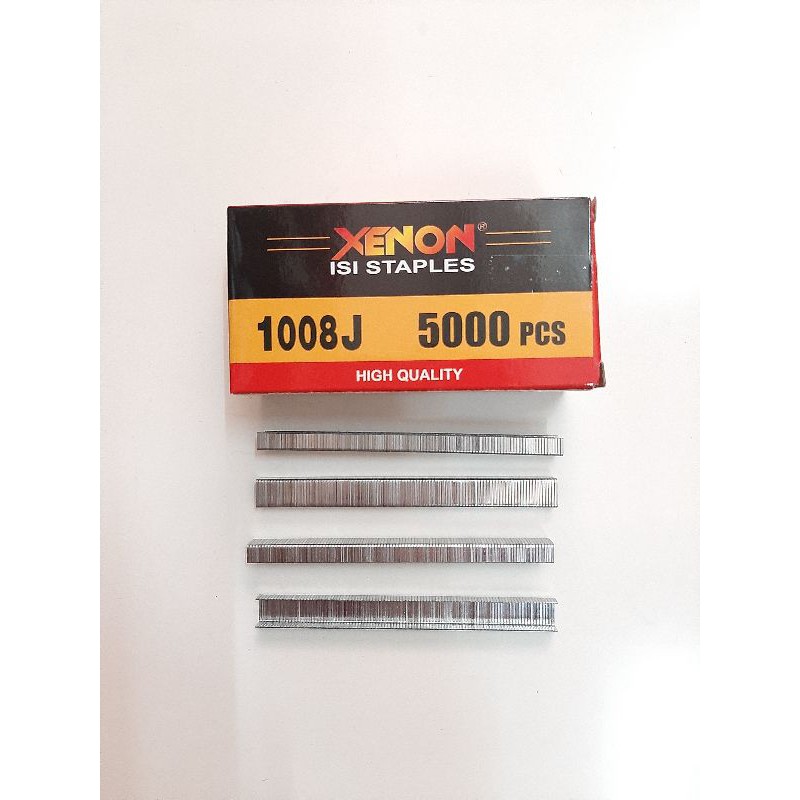 XENON®
ISI STAPLES
1008J 5000 PCS
HIGH QUALITY